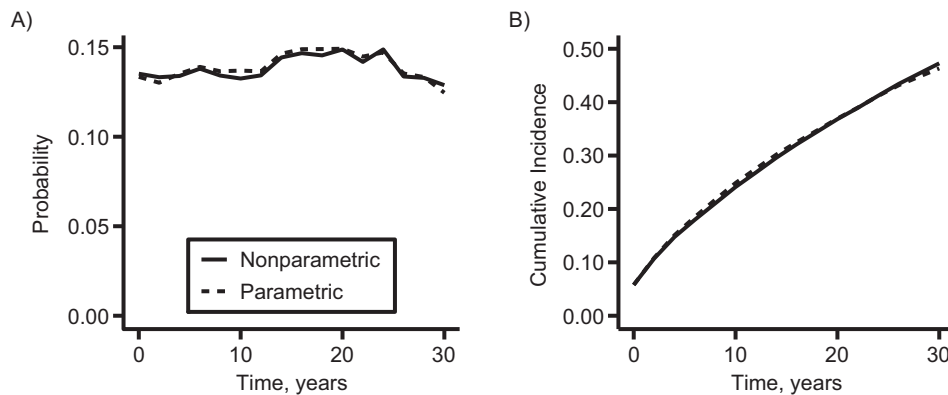 A)
0.15
0.10
0.05
0.00
Probability
Nonparametric
Parametric
0 10 20 30
Time, years
B)
0.50
0.40
0.30
0.20
0.10
0.00
Cumulative Incidence
0 10 20 30
Time, years